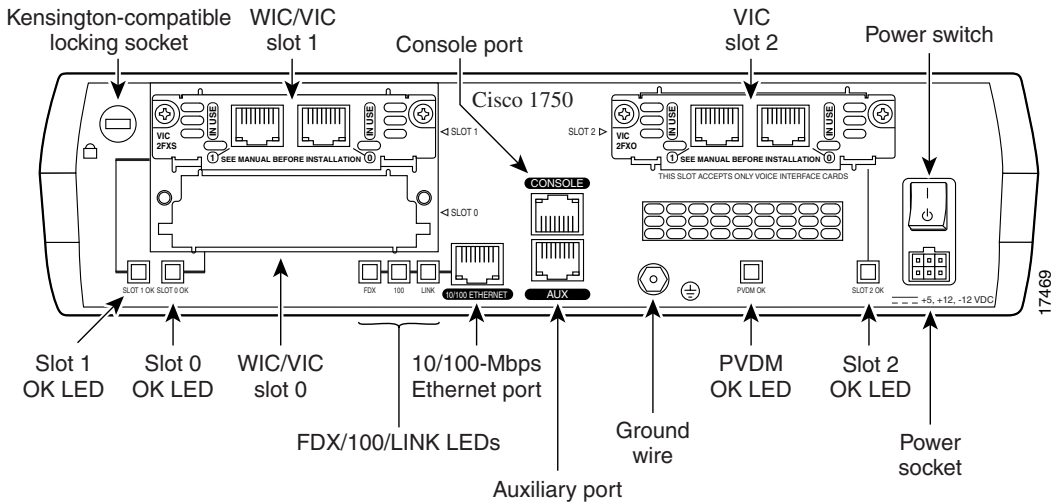 Kensington-compatible
locking socket
WIC/VIC
slot 1
Console port
VIC
slot 2
Power switch
Cisco 1750
VIC
2FXS
IN USE
IN USE
1 SEE MANUAL BEFORE INSTALLATION 0
SLOT 1
SLOT 2
VIC
2FXO
IN USE
IN USE
1 SEE MANUAL BEFORE INSTALLATION 0
THIS SLOT ACCEPTS ONLY VOICE INTERFACE CARDS
CONSOLE
SLOT 0
SLOT 1 OK
SLOT 0 OK
FDX
100
LINK
10/100 ETHERNET
AUX
PVDM OK
SLOT 2 OK
+5, +12, -12 VDC
17469
Slot 1
OK LED
Slot 0
OK LED
WIC/VIC
slot 0
10/100-Mbps
Ethernet port
PVDM
OK LED
Slot 2
OK LED
FDX/100/LINK LEDs
Ground
wire
Power
socket
Auxiliary port